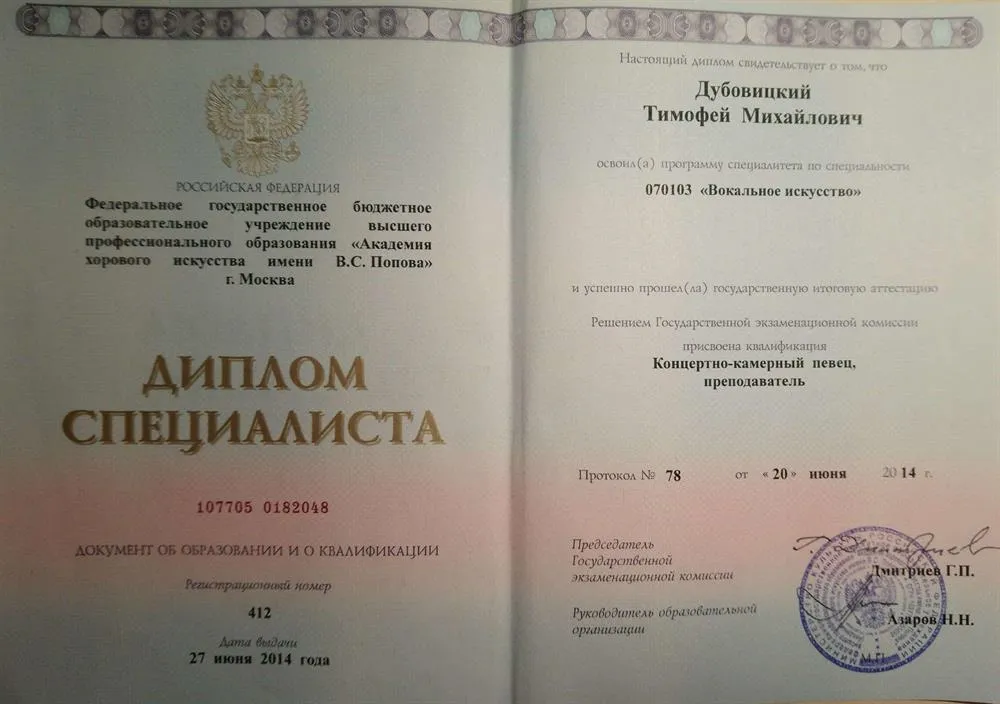 РОССИЙСКАЯ ФЕДЕРАЦИЯ
Федеральное государственное бюджетное
образовательное учреждение высшего
профессионального образования «Академия
хорового искусства имени В.С. Попова»
г. Москва
ДИПЛОМ
СПЕЦИАЛИСТА
107705 0182048
ДОКУМЕНТ ОБ ОБРАЗОВАНИИ И О КВАЛИФИКАЦИИ
Регистрационный номер
412
Дата выдачи
27 июня 2014 года
Настоящий диплом свидетельствует о том, что
Дубовицкий
Тимофей Михайлович
освоил(а) программу специалитета по специальности
070103 «Вокальное искусство»
и успешно прошел(ла) государственную итоговую аттестацию
Решением Государственной экзаменационной комиссии
присвоена квалификация
Концертно-камерный певец,
преподаватель
Протокол № 78 от «20» июня 2014 г.
Председатель
Государственной
экзаменационной комиссии
Дмитриев Г.П.
Руководитель образовательной
организации
Азаров Н.Н.
М.П.